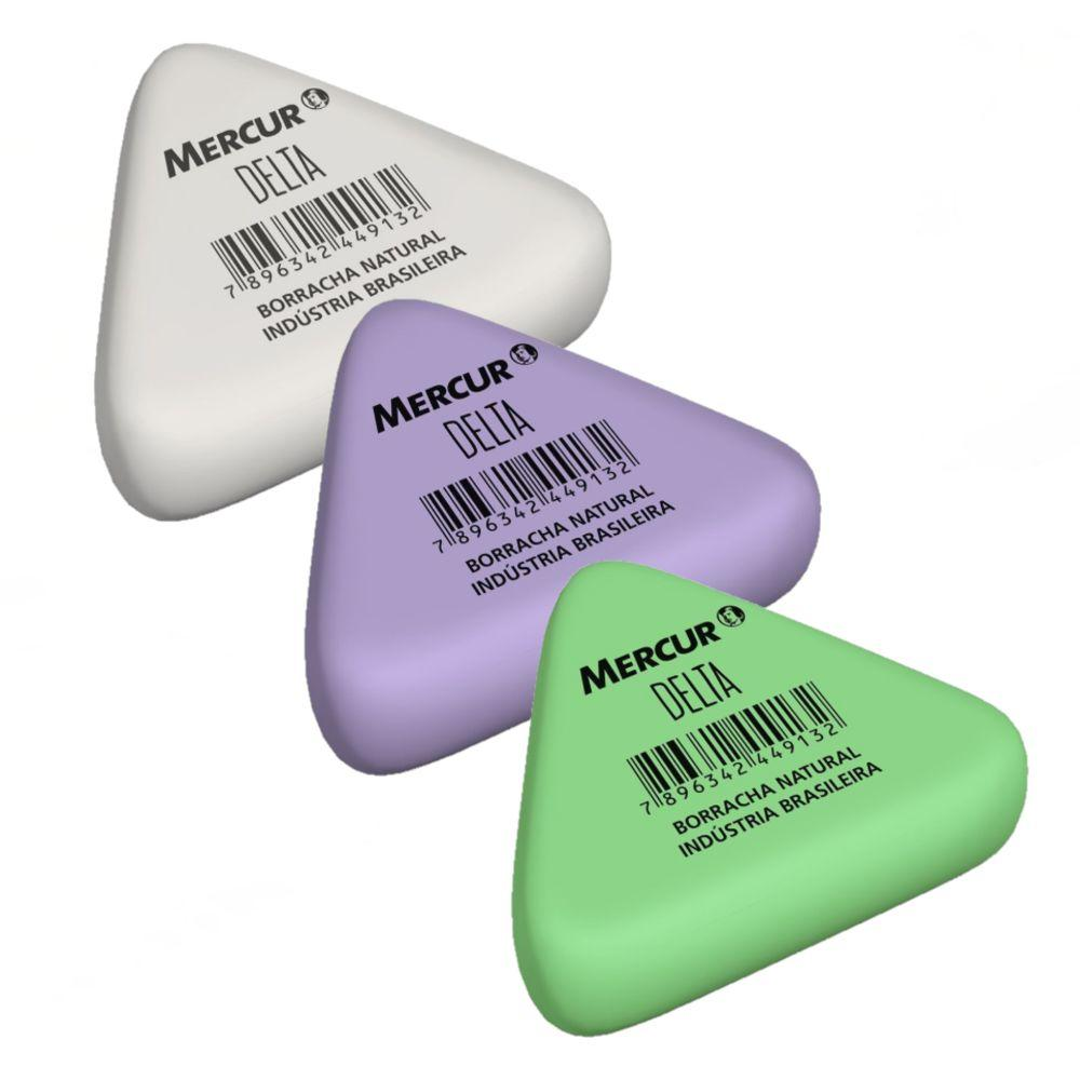 MERCUR
DELTA
7 896342 449132
BORRACHA NATURAL
INDÚSTRIA BRASILEIRA
MERCUR
DELTA
7 896342 449132
BORRACHA NATURAL
INDÚSTRIA BRASILEIRA
MERCUR
DELTA
7 896342 449132
BORRACHA NATURAL
INDÚSTRIA BRASILEIRA